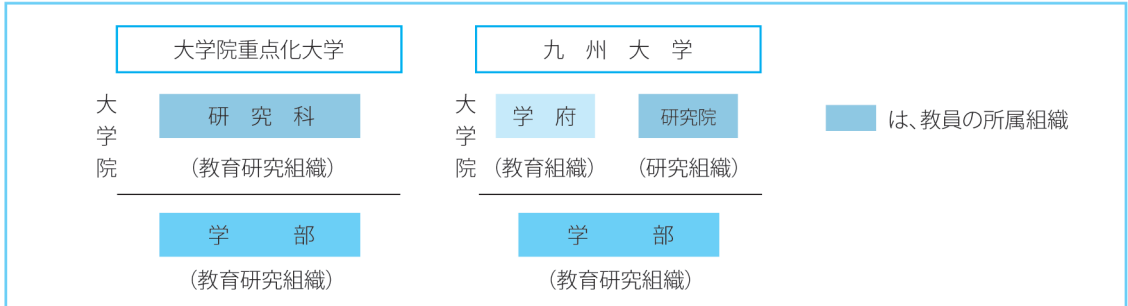 大学院重点化大学
大学院
研究科
(教育研究組織)
学部
(教育研究組織)
九州大学
大学院
学府
(教育組織)
研究院
(研究組織)
学部
(教育研究組織)
は、教員の所属組織